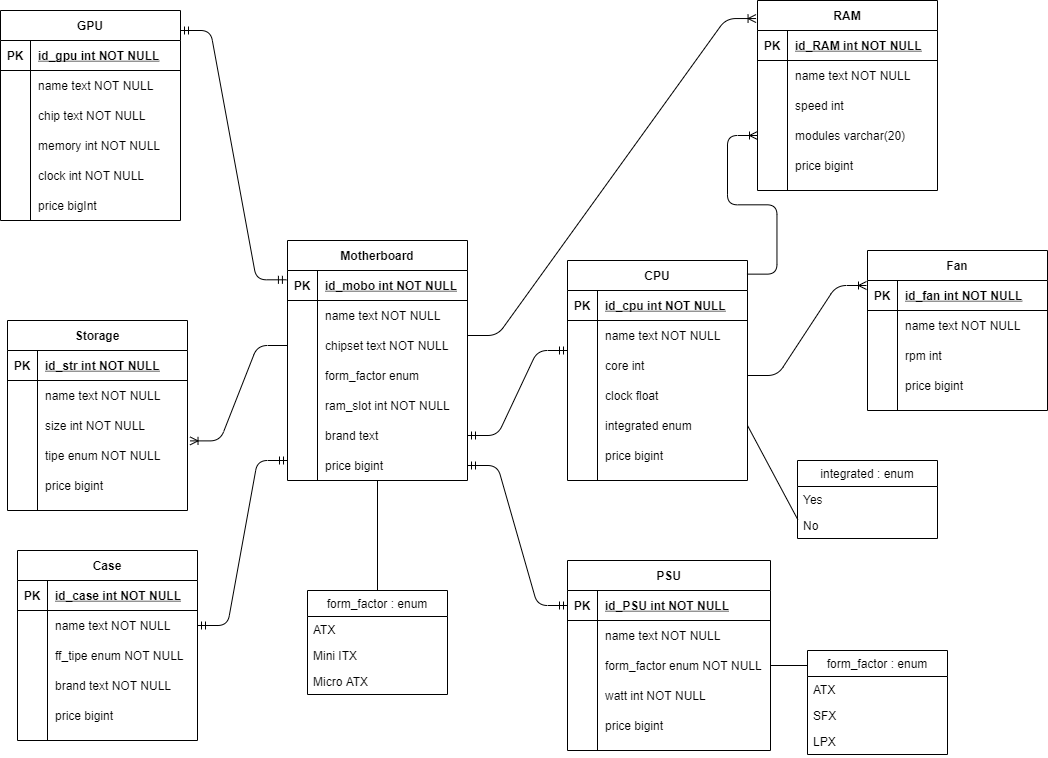 GPU
PK id_gpu int NOT NULL
name text NOT NULL
chip text NOT NULL
memory int NOT NULL
clock int NOT NULL
price bigInt
RAM
PK id_RAM int NOT NULL
name text NOT NULL
speed int
modules varchar(20)
price bigint
Motherboard
PK id_mobo int NOT NULL
name text NOT NULL
chipset text NOT NULL
form_factor enum
ram_slot int NOT NULL
brand text
price bigint
CPU
PK id_cpu int NOT NULL
name text NOT NULL
core int
clock float
integrated enum
price bigint
Fan
PK id_fan int NOT NULL
name text NOT NULL
rpm int
price bigint
Storage
PK id_str int NOT NULL
name text NOT NULL
size int NOT NULL
tipe enum NOT NULL
price bigint
integrated : enum
Yes
No
Case
PK id_case int NOT NULL
name text NOT NULL
ff_tipe enum NOT NULL
brand text NOT NULL
price bigint
form_factor : enum
ATX
Mini ITX
Micro ATX
PSU
PK id_PSU int NOT NULL
name text NOT NULL
form_factor enum NOT NULL
watt int NOT NULL
price bigint
form_factor : enum
ATX
SFX
LPX